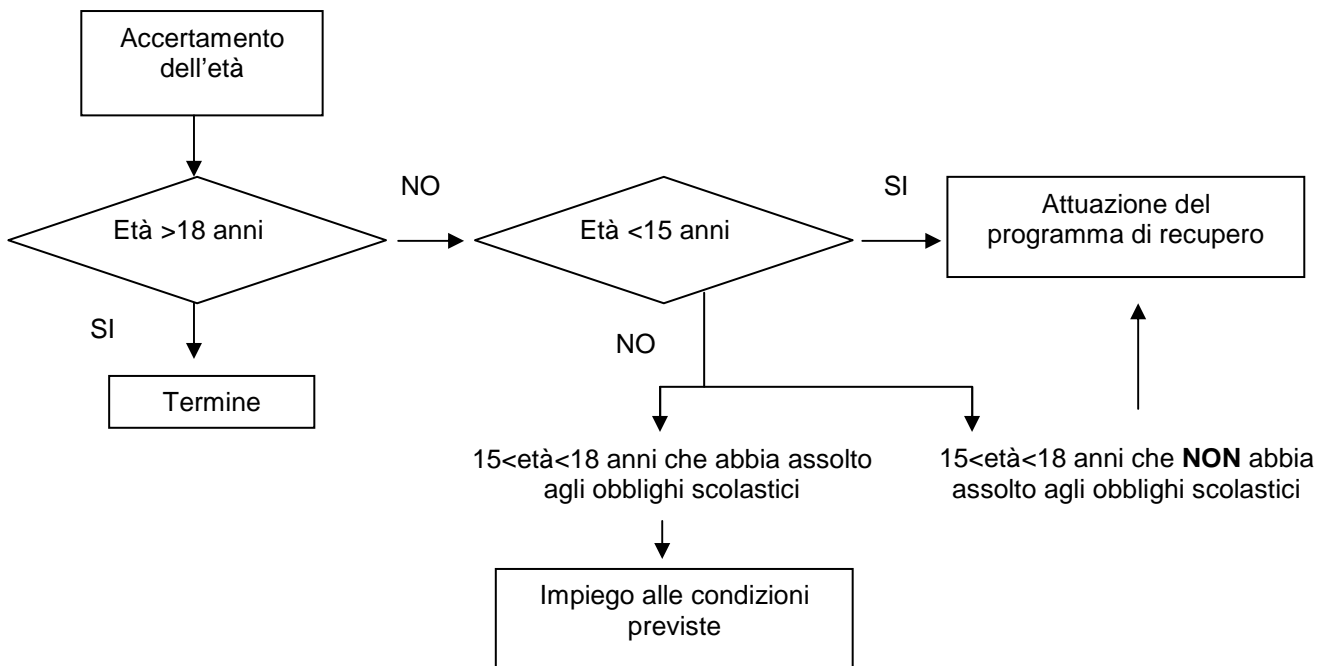 Accertamento
dell'età
Età >18 anni
NO
Età <15 anni
SI
Attuazione del
programma di recupero
SI
Termine
NO
15<età<18 anni che abbia assolto
agli obblighi scolastici
15<età<18 anni che NON abbia
assolto agli obblighi scolastici
Impiego alle condizioni
previste